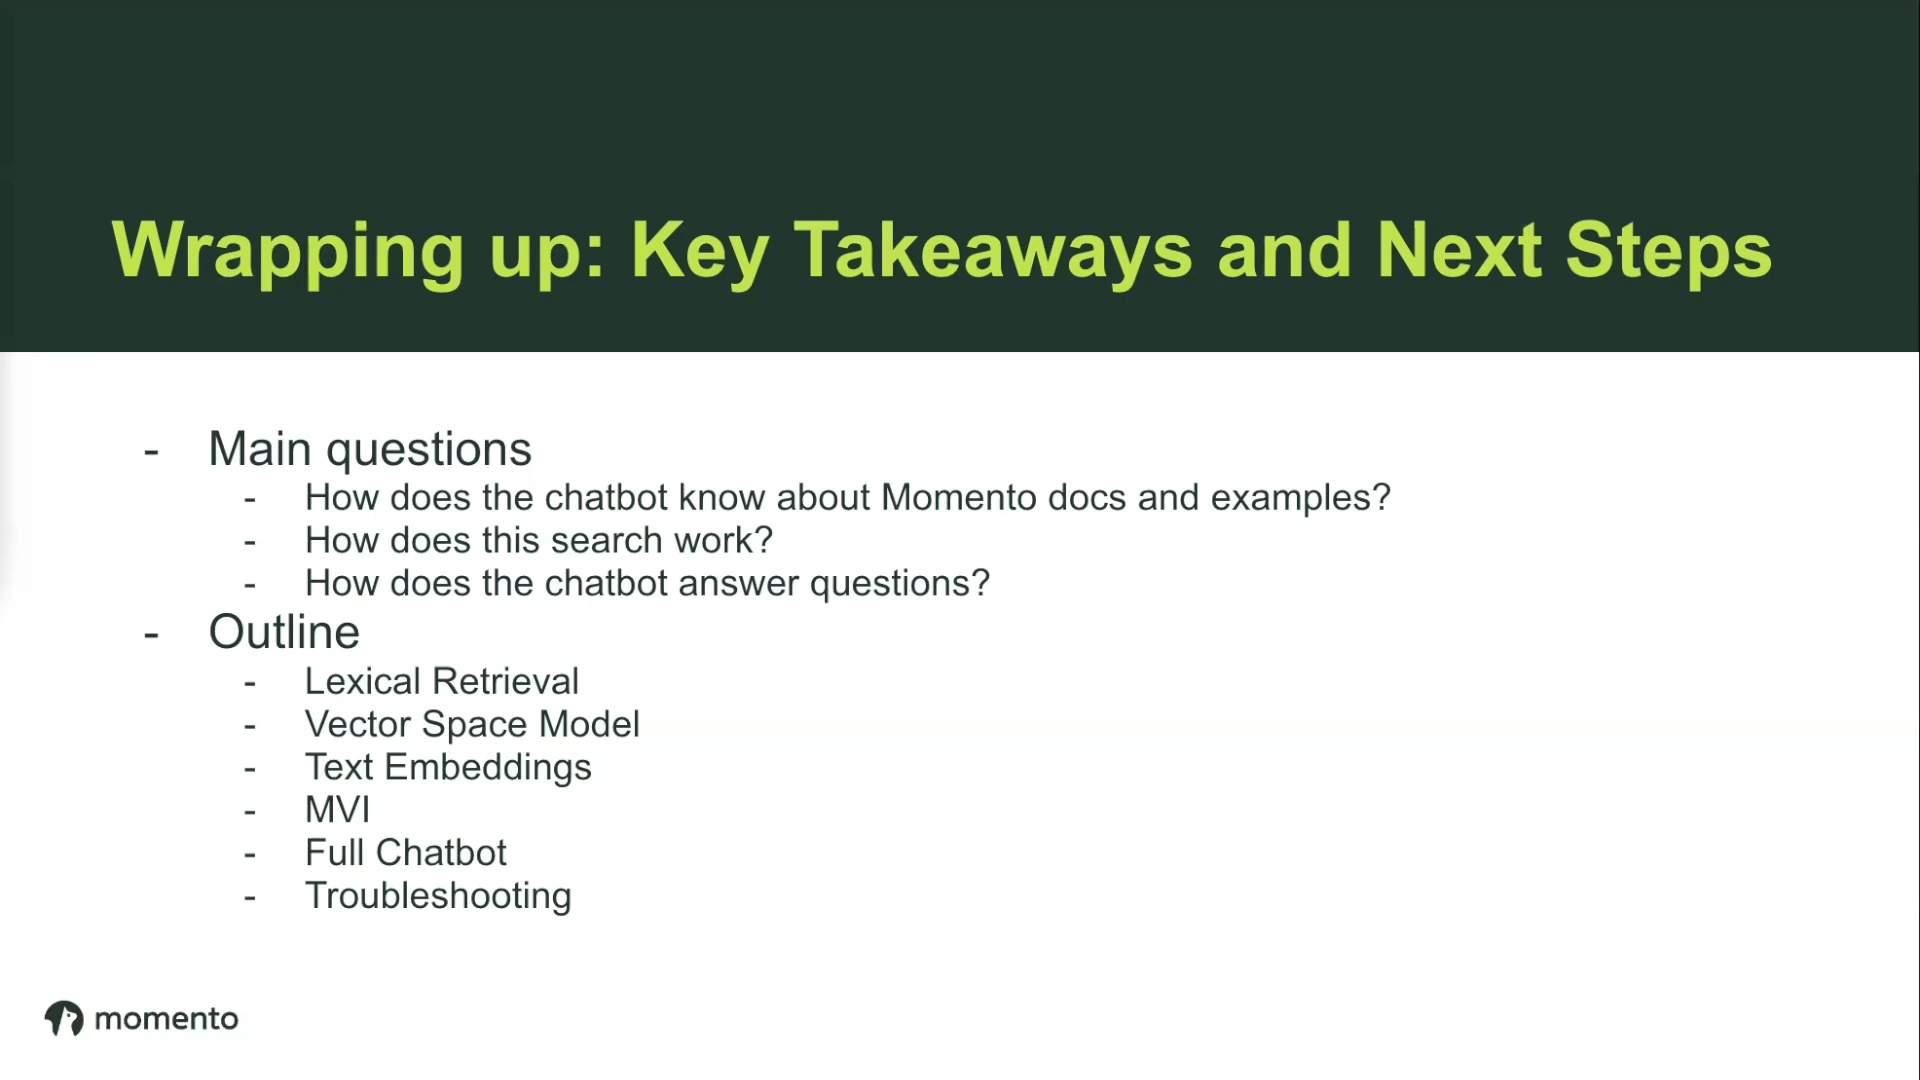 Wrapping up: Key Takeaways and Next Steps
- Main questions
- How does the chatbot know about Momento docs and examples?
- How does this search work?
- How does the chatbot answer questions?
- Outline
- Lexical Retrieval
- Vector Space Model
- Text Embeddings
- MVI
- Full Chatbot
- Troubleshooting
momento